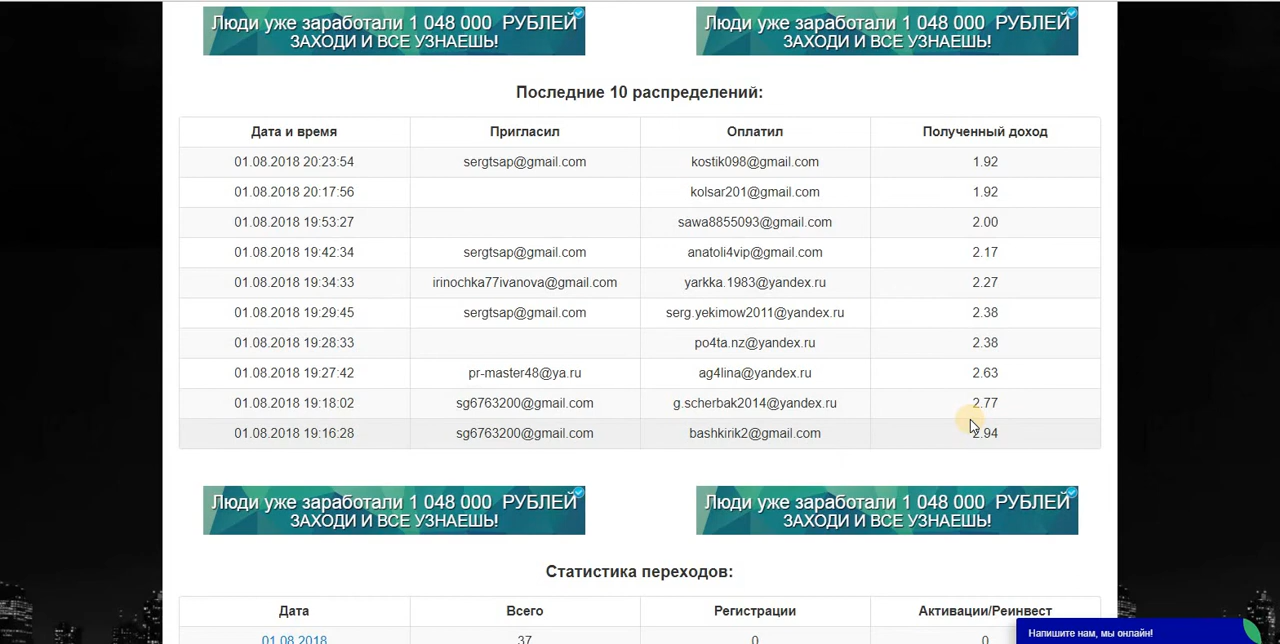 Люди уже заработали 1 048 000 РУБЛЕЙ
ЗАХОДИ И ВСЕ УЗНАЕШЬ!
Люди уже заработали 1 048 000 РУБЛЕЙ
ЗАХОДИ И ВСЕ УЗНАЕШЬ!
Последние 10 распределений:
Дата и время Пригласил Оплатил Полученный доход
01.08.2018 20:23:54 sergtsap@gmail.com kostik098@gmail.com 1.92
01.08.2018 20:17:56 kolsar201@gmail.com 1.92
01.08.2018 19:53:27 sawa8855093@gmail.com 2.00
01.08.2018 19:42:34 sergtsap@gmail.com anatoli4vip@gmail.com 2.17
01.08.2018 19:34:33 irinochka77ivanova@gmail.com yarkka.1983@yandex.ru 2.27
01.08.2018 19:29:45 sergtsap@gmail.com serg.yekimow2011@yandex.ru 2.38
01.08.2018 19:28:33 po4ta.nz@yandex.ru 2.38
01.08.2018 19:27:42 pr-master48@ya.ru ag4lina@yandex.ru 2.63
01.08.2018 19:18:02 sg6763200@gmail.com g.scherbak2014@yandex.ru 2.77
01.08.2018 19:16:28 sg6763200@gmail.com bashkirik2@gmail.com 2.94
Люди уже заработали 1 048 000 РУБЛЕЙ
ЗАХОДИ И ВСЕ УЗНАЕШЬ!
Люди уже заработали 1 048 000 РУБЛЕЙ
ЗАХОДИ И ВСЕ УЗНАЕШЬ!
Статистика переходов:
Дата Всего Регистрации Активации/Реинвест
01.08.2018 37 0 0
Напишите нам, мы онлайн!